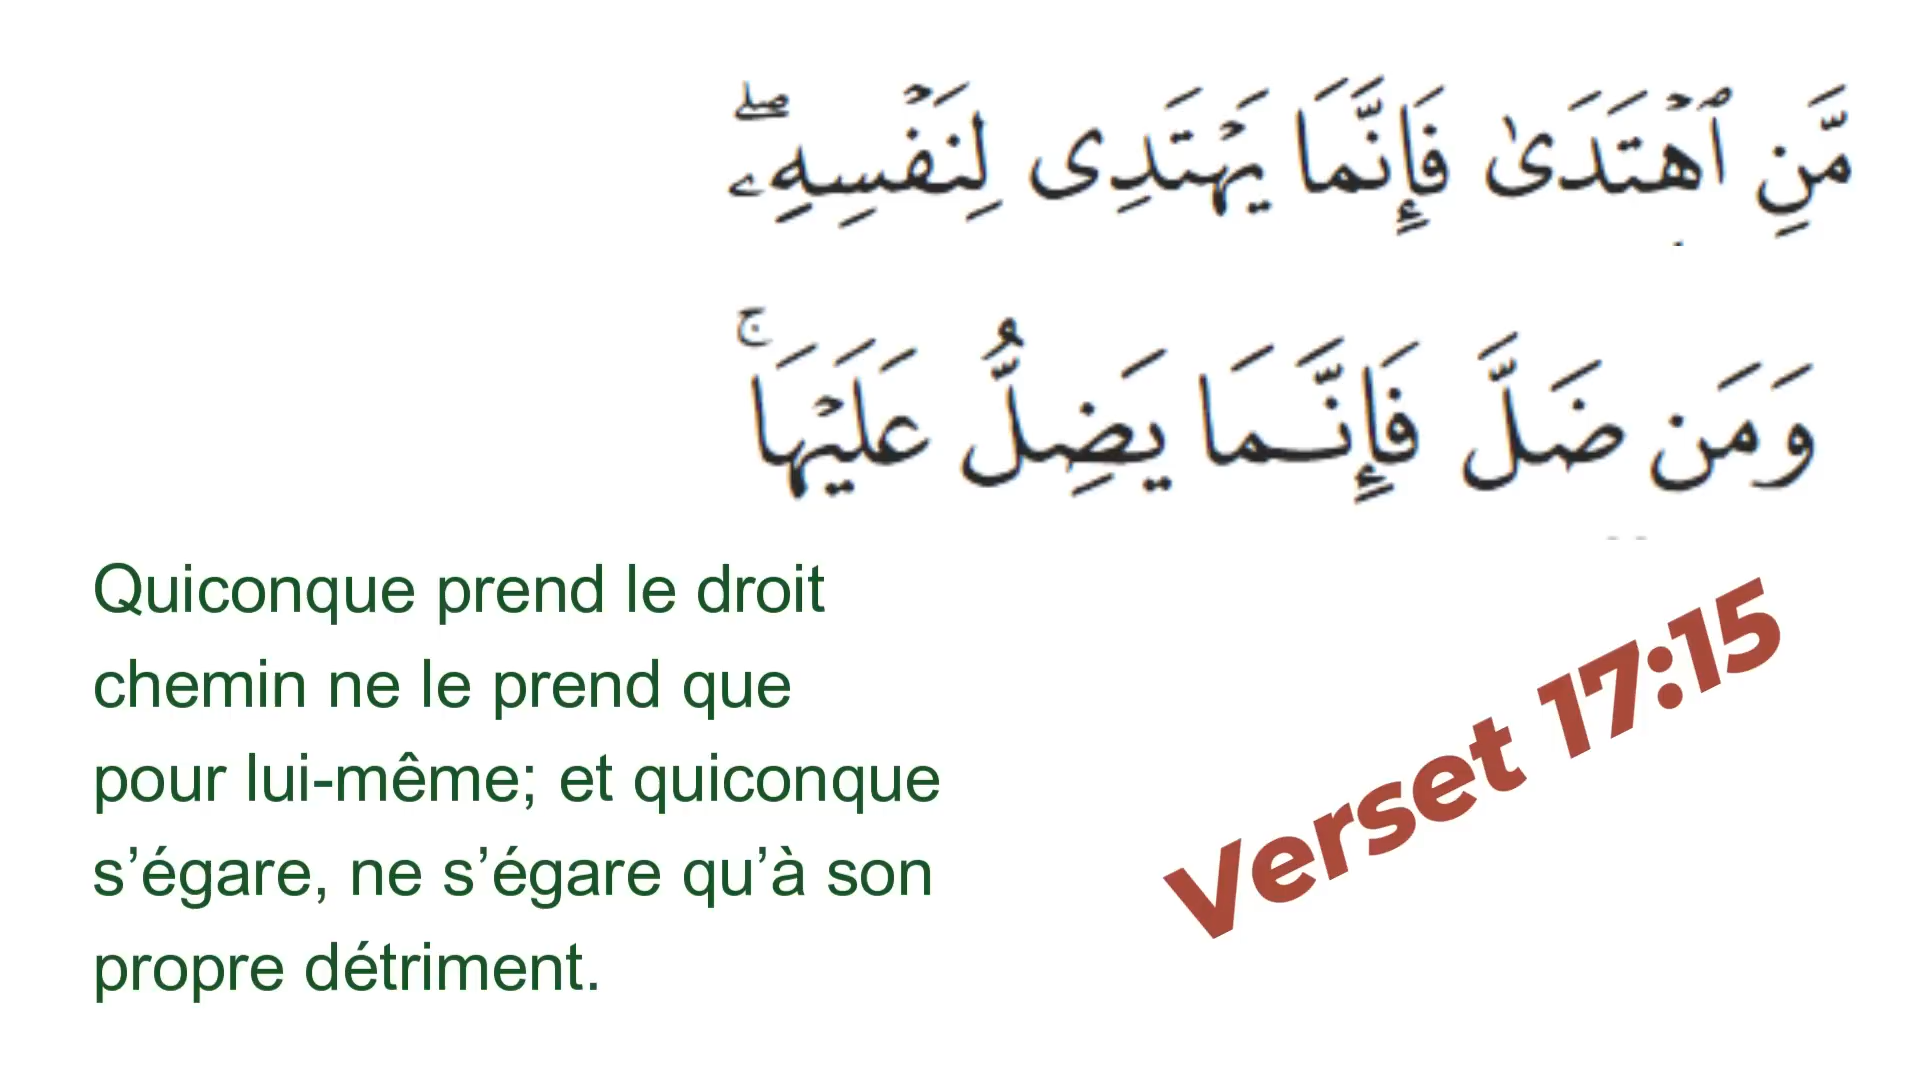 مَّنِ ٱهۡتَدَىٰ فَإِنَّمَا يَهۡتَدِى لِنَفۡسِهِۦۖ
وَمَن ضَلَّ فَإِنَّمَا يَضِلُّ عَلَيۡهَاۚ
Quiconque prend le droit
chemin ne le prend que
pour lui-même; et quiconque
s’égare, ne s’égare qu’à son
propre détriment.
Verset 17:15